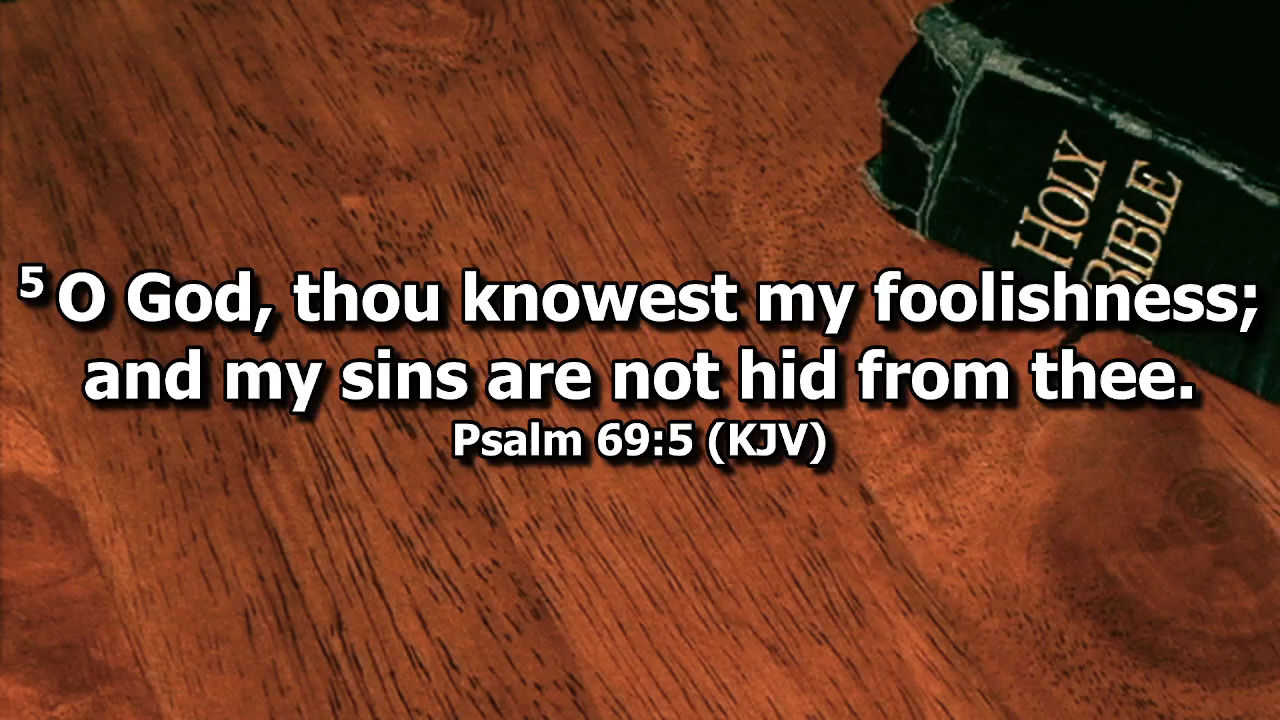 HOLY
BIBLE
5 O God, thou knowest my foolishness;
and my sins are not hid from thee.
Psalm 69:5 (KJV)